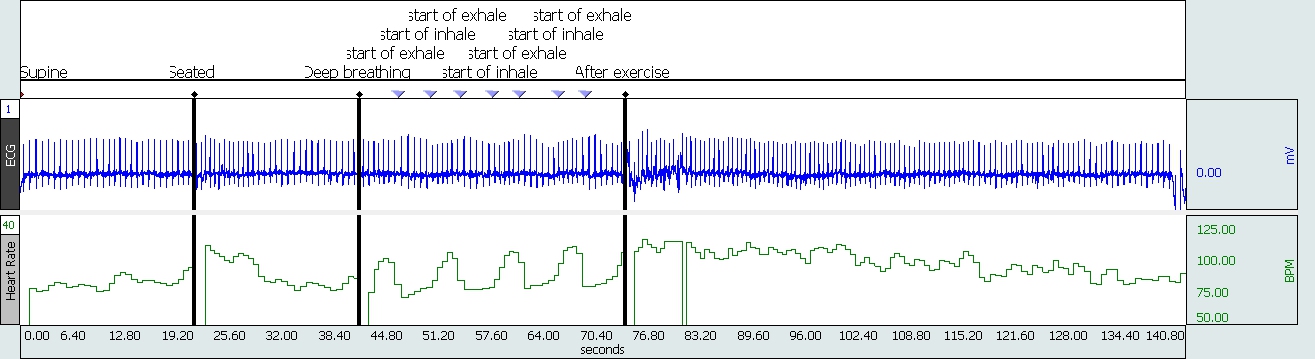 start of exhale start of exhale
start of inhale start of inhale
start of exhale start of exhale
Supine Seated Deep breathing start of inhale After exercise
1
ECG
0.00
mV
40
Heart Rate
125.00
100.00
75.00
50.00
BPM
0.00 6.40 12.80 19.20 25.60 32.00 38.40 44.80 51.20 57.60 64.00 70.40 76.80 83.20 89.60 96.00 102.40 108.80 115.20 121.60 128.00 134.40 140.80
seconds